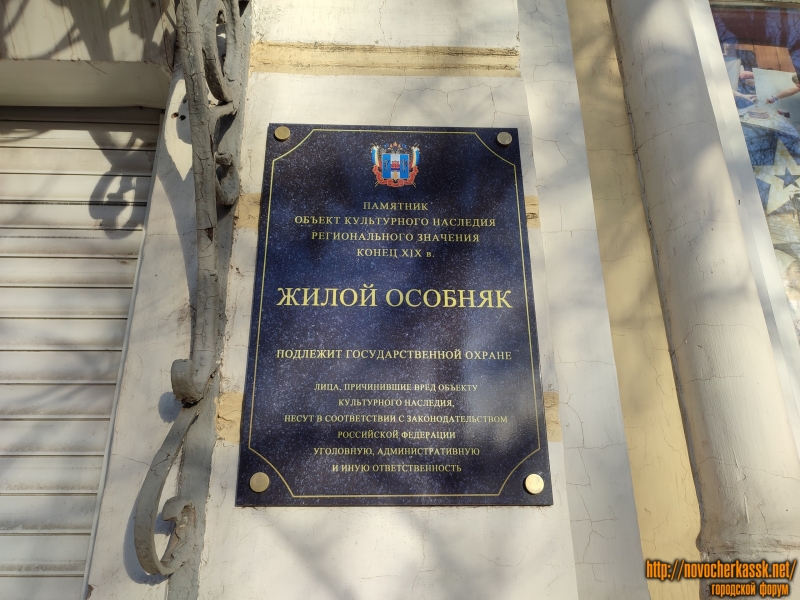 ПАМЯТНИК
ОБЪЕКТ КУЛЬТУРНОГО НАСЛЕДИЯ
РЕГИОНАЛЬНОГО ЗНАЧЕНИЯ
КОНЕЦ XIX в.
ЖИЛОЙ ОСОБНЯК
ПОДЛЕЖИТ ГОСУДАРСТВЕННОЙ ОХРАНЕ
ЛИЦА, ПРИЧИНИВШИЕ ВРЕД ОБЪЕКТУ
КУЛЬТУРНОГО НАСЛЕДИЯ,
НЕСУТ В СООТВЕТСТВИИ С ЗАКОНОДАТЕЛЬСТВОМ
РОССИЙСКОЙ ФЕДЕРАЦИИ
УГОЛОВНУЮ, АДМИНИСТРАТИВНУЮ
И ИНУЮ ОТВЕТСТВЕННОСТЬ
http://novocherkassk.net/
городской форум